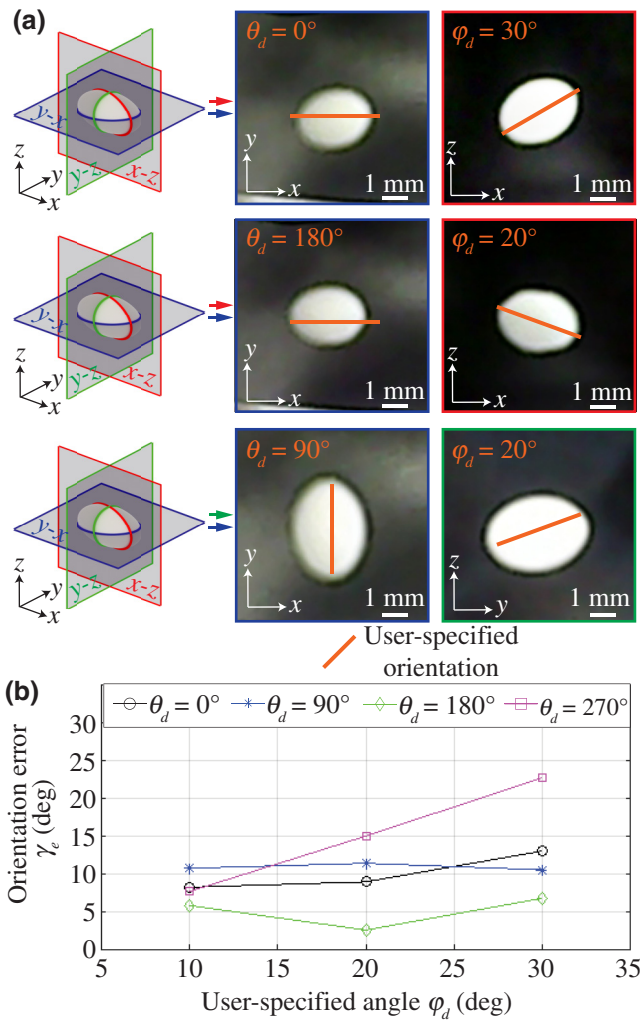 (a)
θd = 0°
φd = 30°
y-x
y-z
x-z
z
y
x
y
x
1 mm
z
x
1 mm
θd = 180°
φd = 20°
y-x
y-z
x-z
z
y
x
y
x
1 mm
z
x
1 mm
θd = 90°
φd = 20°
y-x
y-z
x-z
z
y
x
y
x
1 mm
z
y
1 mm
User-specified
orientation
(b)
θd = 0° θd = 90° θd = 180° θd = 270°
Orientation error
γe (deg)
30
25
20
15
10
5
0
5 10 15 20 25 30 35
User-specified angle φd (deg)